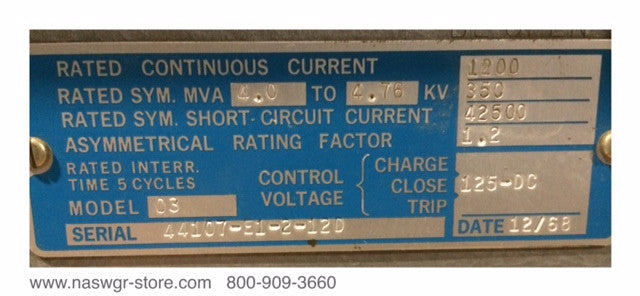 RATED CONTINUOUS CURRENT 1200
RATED SYM. MVA 4.0 TO 4.76 KV 350
RATED SYM. SHORT-CIRCUIT CURRENT 42500
ASYMMETRICAL RATING FACTOR 1.2
RATED INTERR. TIME 5 CYCLES
CONTROL VOLTAGE { CHARGE CLOSE TRIP 125-DC
MODEL 03
SERIAL 44107-E1-2-12D DATE 12/68
www.naswgr-store.com 800-909-3660